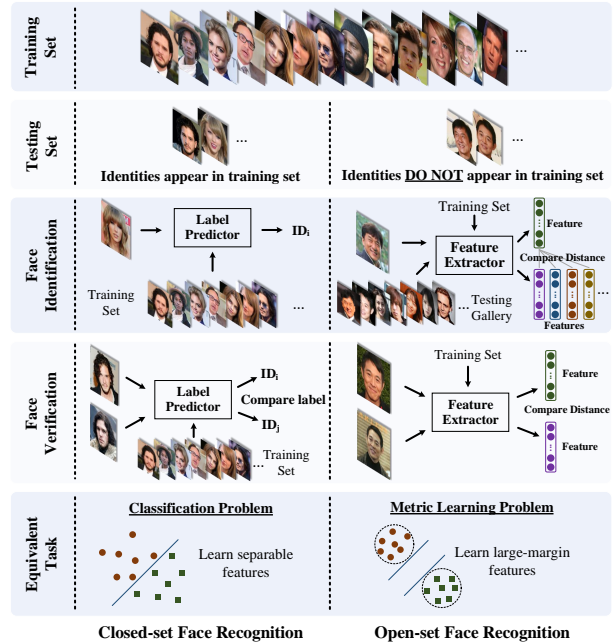 Training
Set
...
Testing
Set
...
Identities appear in training set
...
Identities DO NOT appear in training set
Face
Identification
Label
Predictor
IDi
Training
Set
...
Training Set
Feature
Extractor
Feature
Compare Distance
...
Testing
Gallery
...
Features
Face
Verification
Label
Predictor
IDi
Compare label
IDj
...
Training
Set
Training Set
Feature
Extractor
Feature
Compare Distance
Feature
Equivalent
Task
Classification Problem
Learn separable
features
Metric Learning Problem
Learn large-margin
features
Closed-set Face Recognition
Open-set Face Recognition